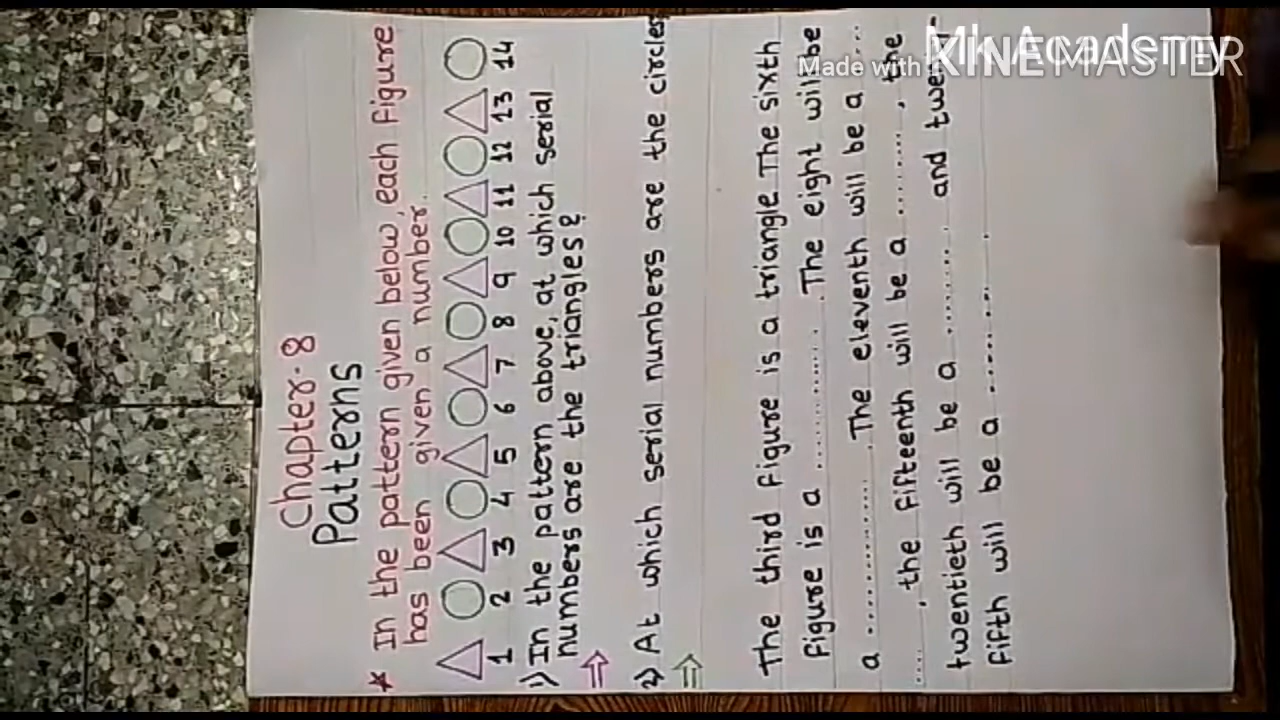 Chapter-8
Patterns
* In the pattern given below, each Figure
has been given a number.
1 2 3 4 5 6 7 8 9 10 11 12 13 14
1) In the pattern above, at which serial
numbers are the triangles?
⇒
2) At which serial numbers are the circles
⇒
The third Figure is a triangle The sixth
Figure is a ............. . The eight will be
a ............. . The eleventh will be a ....
...., the fifteenth will be a ........., the
twentieth will be a ........, and twenty-
fifth will be a ..........
Mk Academy
Made with KINEMASTER